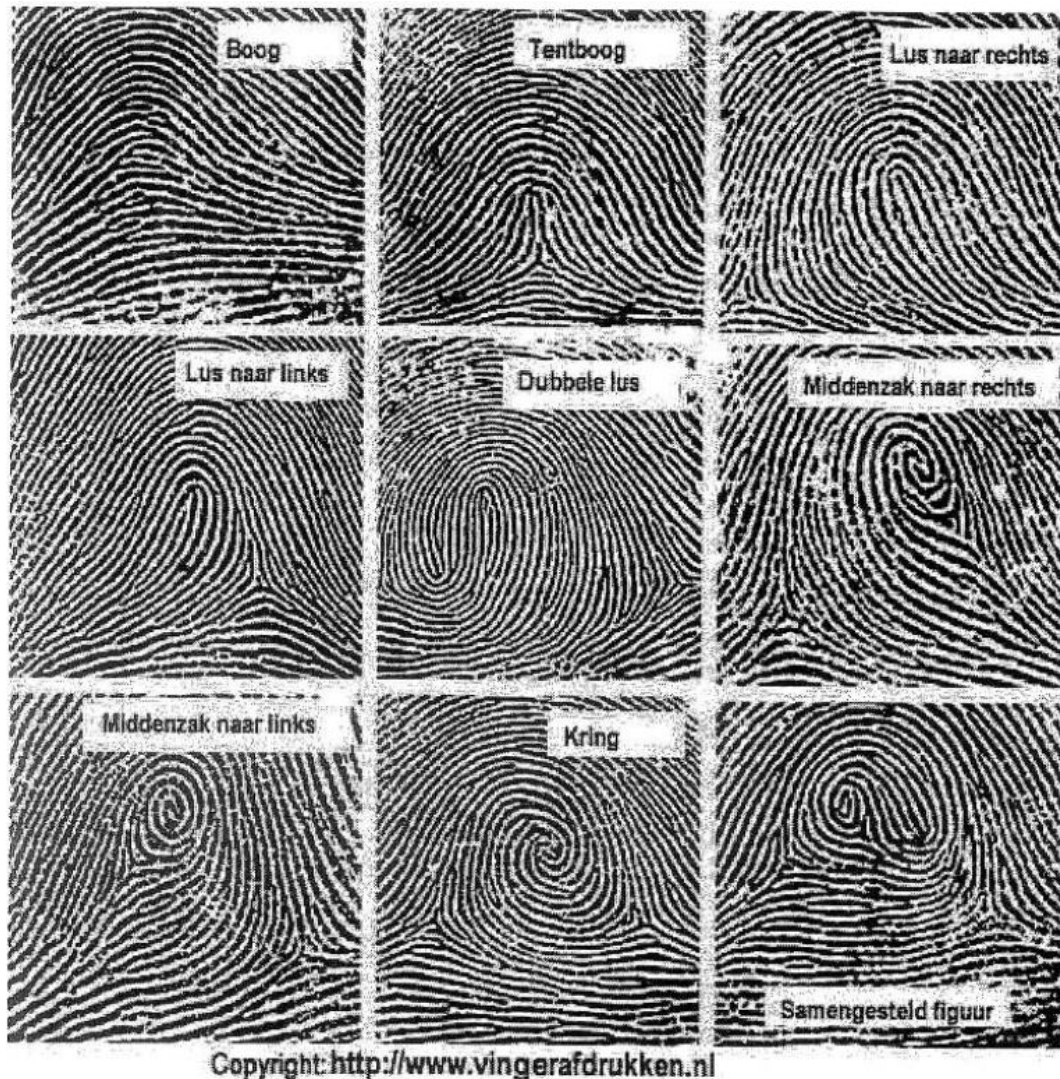 Boog
Tentboog
Lus naar rechts
Lus naar links
Dubbele lus
Middenzak naar rechts
Middenzak naar links
Kring
Samengesteld figuur
Copyright: http://www.vingerafdrukken.nl